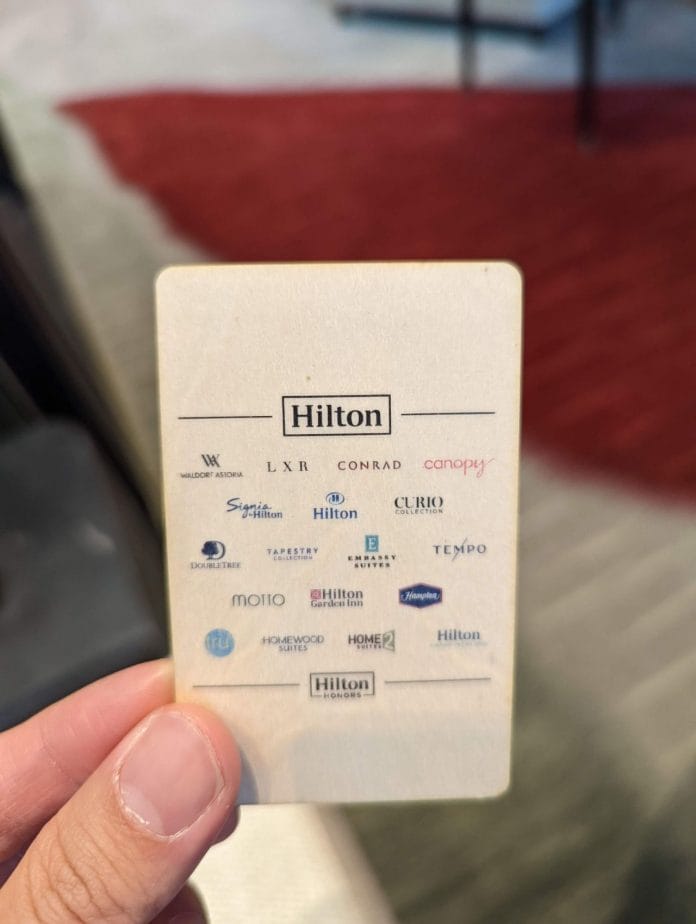 Hilton
WALDORF ASTORIA LXR CONRAD canopy
Signia by Hilton Hilton CURIO COLLECTION
DOUBLETREE TAPESTRY COLLECTION E EMBASSY SUITES TEMPO
MOTTO Hilton Garden Inn Hampton
tru HOMEWOOD SUITES HOME2 SUITES Hilton
Hilton
HONORS